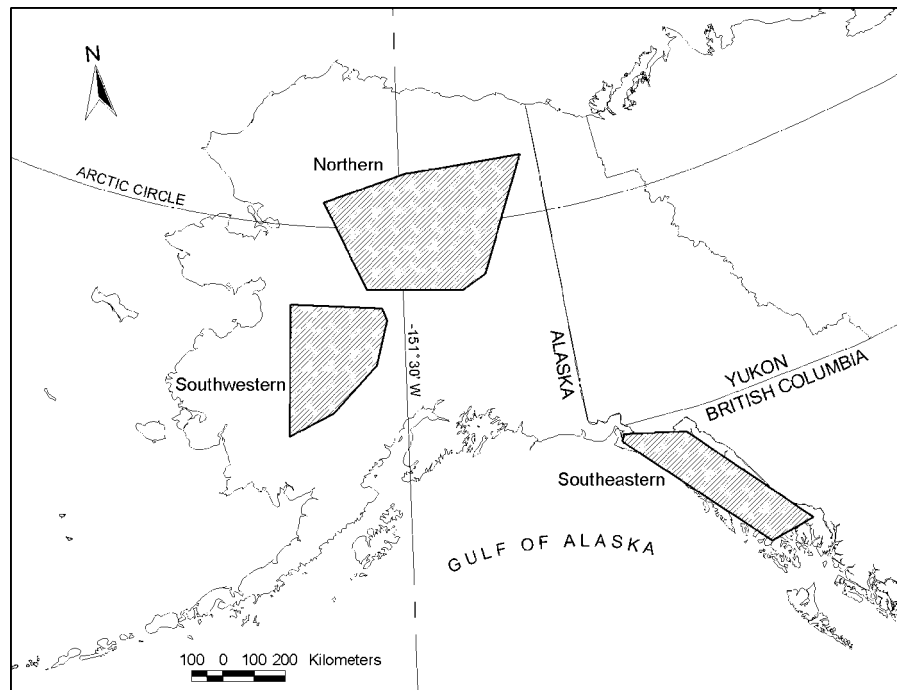 N
Northern
ARCTIC CIRCLE
-151° 30' W
ALASKA
Southwestern
YUKON
BRITISH COLUMBIA
Southeastern
GULF OF ALASKA
100 0 100 200 Kilometers